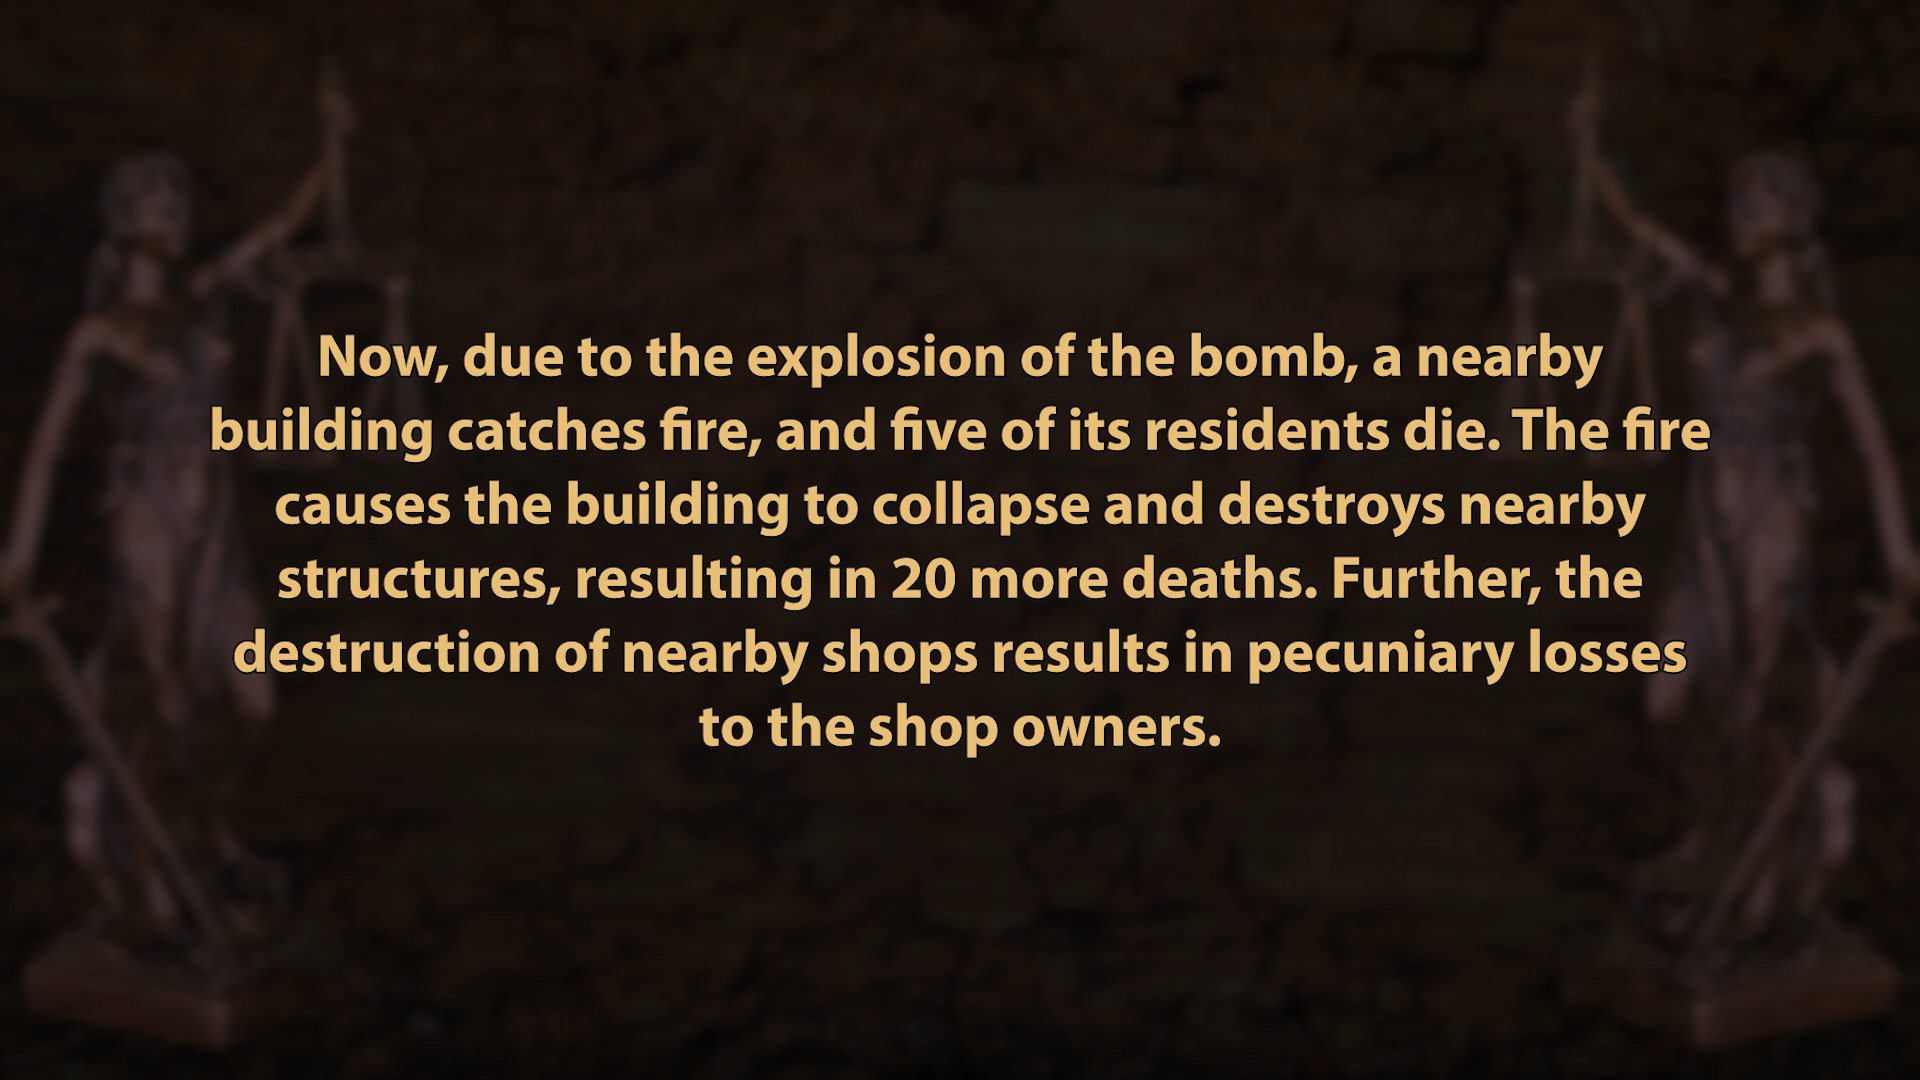 Now, due to the explosion of the bomb, a nearby
building catches fire, and five of its residents die. The fire
causes the building to collapse and destroys nearby
structures, resulting in 20 more deaths. Further, the
destruction of nearby shops results in pecuniary losses
to the shop owners.